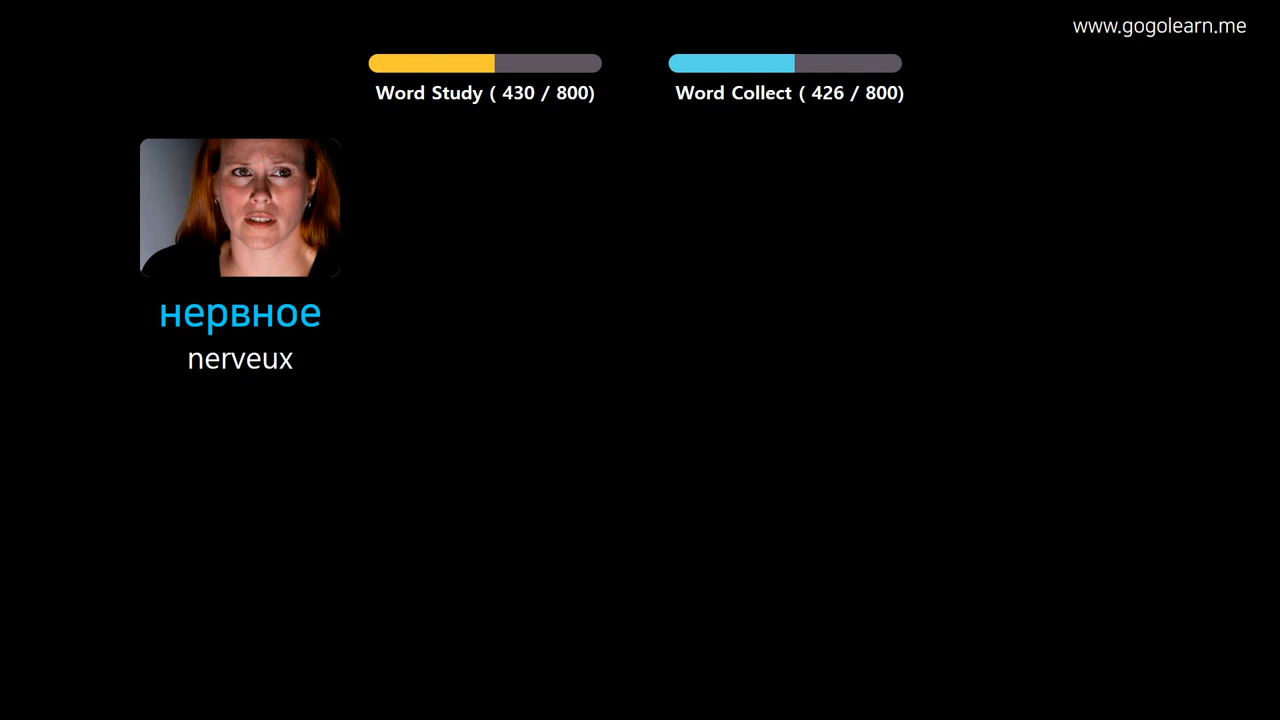 www.gogolearn.me
Word Study ( 430 / 800)
Word Collect ( 426 / 800)
нервное
nerveux